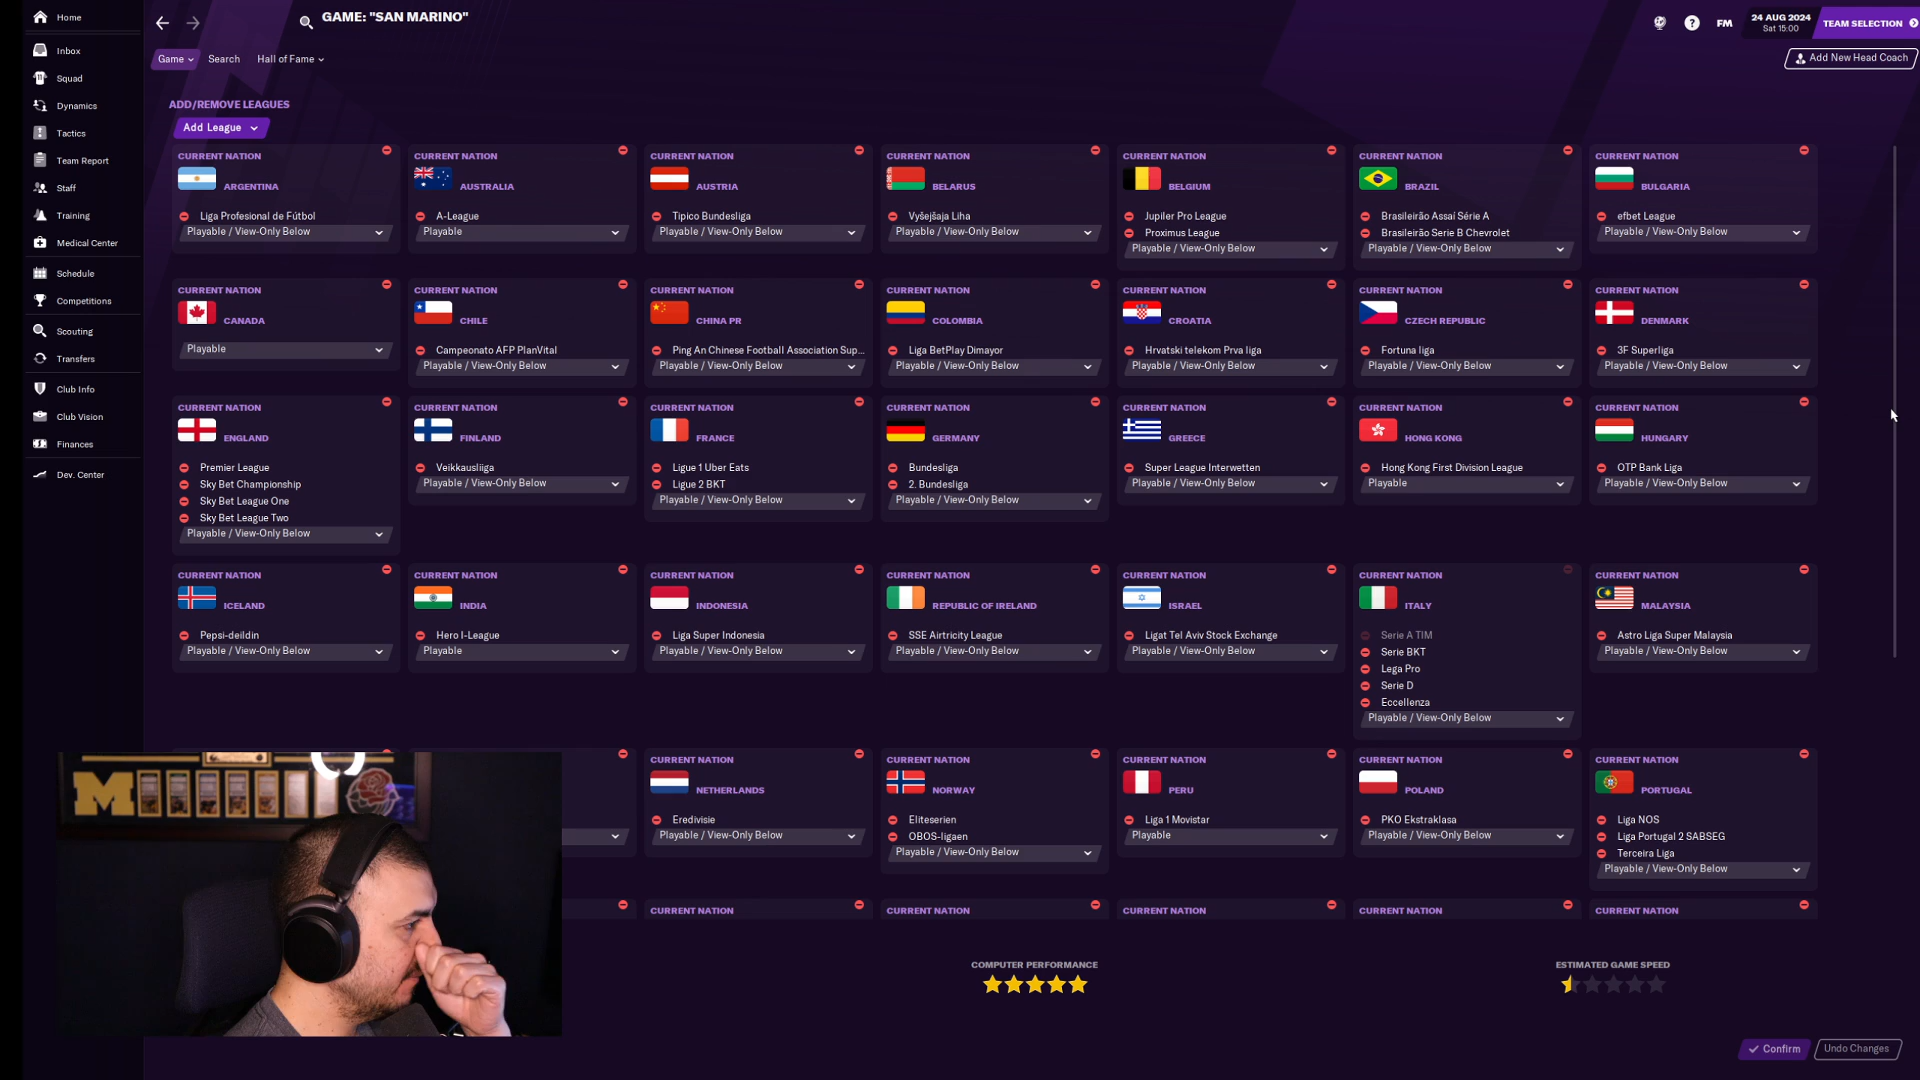 Home
Inbox
Squad
Dynamics
Tactics
Team Report
Staff
Training
Medical Center
Schedule
Competitions
Scouting
Transfers
Club Info
Club Vision
Finances
Dev. Center
GAME: "SAN MARINO"
FM
24 AUG 2024
Sat 15:00
TEAM SELECTION
Game
Search
Hall of Fame
Add New Head Coach
ADD/REMOVE LEAGUES
Add League
CURRENT NATION
ARGENTINA
Liga Profesional de Fútbol
Playable / View-Only Below
CURRENT NATION
AUSTRALIA
A-League
Playable
CURRENT NATION
AUSTRIA
Tipico Bundesliga
Playable / View-Only Below
CURRENT NATION
BELARUS
Vyšejšaja Liha
Playable / View-Only Below
CURRENT NATION
BELGIUM
Jupiler Pro League
Proximus League
Playable / View-Only Below
CURRENT NATION
BRAZIL
Brasileirão Assaí Série A
Brasileirão Serie B Chevrolet
Playable / View-Only Below
CURRENT NATION
BULGARIA
efbet League
Playable / View-Only Below
CURRENT NATION
CANADA
Playable
CURRENT NATION
CHILE
Campeonato AFP PlanVital
Playable / View-Only Below
CURRENT NATION
CHINA PR
Ping An Chinese Football Association Sup...
Playable / View-Only Below
CURRENT NATION
COLOMBIA
Liga BetPlay Dimayor
Playable / View-Only Below
CURRENT NATION
CROATIA
Hrvatski telekom Prva liga
Playable / View-Only Below
CURRENT NATION
CZECH REPUBLIC
Fortuna liga
Playable / View-Only Below
CURRENT NATION
DENMARK
3F Superliga
Playable / View-Only Below
CURRENT NATION
ENGLAND
Premier League
Sky Bet Championship
Sky Bet League One
Sky Bet League Two
Playable / View-Only Below
CURRENT NATION
FINLAND
Veikkausliiga
Playable / View-Only Below
CURRENT NATION
FRANCE
Ligue 1 Uber Eats
Ligue 2 BKT
Playable / View-Only Below
CURRENT NATION
GERMANY
Bundesliga
2. Bundesliga
Playable / View-Only Below
CURRENT NATION
GREECE
Super League Interwetten
Playable / View-Only Below
CURRENT NATION
HONG KONG
Hong Kong First Division League
Playable
CURRENT NATION
HUNGARY
OTP Bank Liga
Playable / View-Only Below
CURRENT NATION
ICELAND
Pepsi-deildin
Playable / View-Only Below
CURRENT NATION
INDIA
Hero I-League
Playable
CURRENT NATION
INDONESIA
Liga Super Indonesia
Playable / View-Only Below
CURRENT NATION
REPUBLIC OF IRELAND
SSE Airtricity League
Playable / View-Only Below
CURRENT NATION
ISRAEL
Ligat Tel Aviv Stock Exchange
Playable / View-Only Below
CURRENT NATION
ITALY
Serie A TIM
Serie BKT
Lega Pro
Serie D
Eccellenza
Playable / View-Only Below
CURRENT NATION
MALAYSIA
Astro Liga Super Malaysia
Playable / View-Only Below
CURRENT NATION
NETHERLANDS
Eredivisie
Playable / View-Only Below
CURRENT NATION
NORWAY
Eliteserien
OBOS-ligaen
Playable / View-Only Below
CURRENT NATION
PERU
Liga 1 Movistar
Playable
CURRENT NATION
POLAND
PKO Ekstraklasa
Playable / View-Only Below
CURRENT NATION
PORTUGAL
Liga NOS
Liga Portugal 2 SABSEG
Terceira Liga
Playable / View-Only Below
CURRENT NATION
CURRENT NATION
CURRENT NATION
CURRENT NATION
CURRENT NATION
M
COMPUTER PERFORMANCE
ESTIMATED GAME SPEED
Confirm
Undo Changes